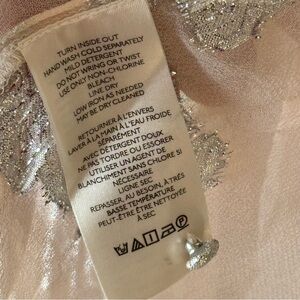 TURN INSIDE OUT
HAND WASH COLD SEPARATELY
MILD DETERGENT
DO NOT WRING OR TWIST
USE ONLY NON-CHLORINE
BLEACH
LINE DRY
LOW IRON AS NEEDED
MAY BE DRY CLEANED
RETOURNER À L'ENVERS
LAVER À LA MAIN À L'EAU FROIDE
SÉPARÉMENT
AVEC DÉTERGENT DOUX
NE PAS TORDRE OU ESSORER
UTILISER UN AGENT DE
BLANCHIMENT SANS CHLORE SI
NÉCESSAIRE
LIGNE SEC
REPASSER, AU BESOIN, À TRÈS
BASSE TEMPÉRATURE
PEUT-ÊTRE ÊTRE NETTOYÉ
À SEC